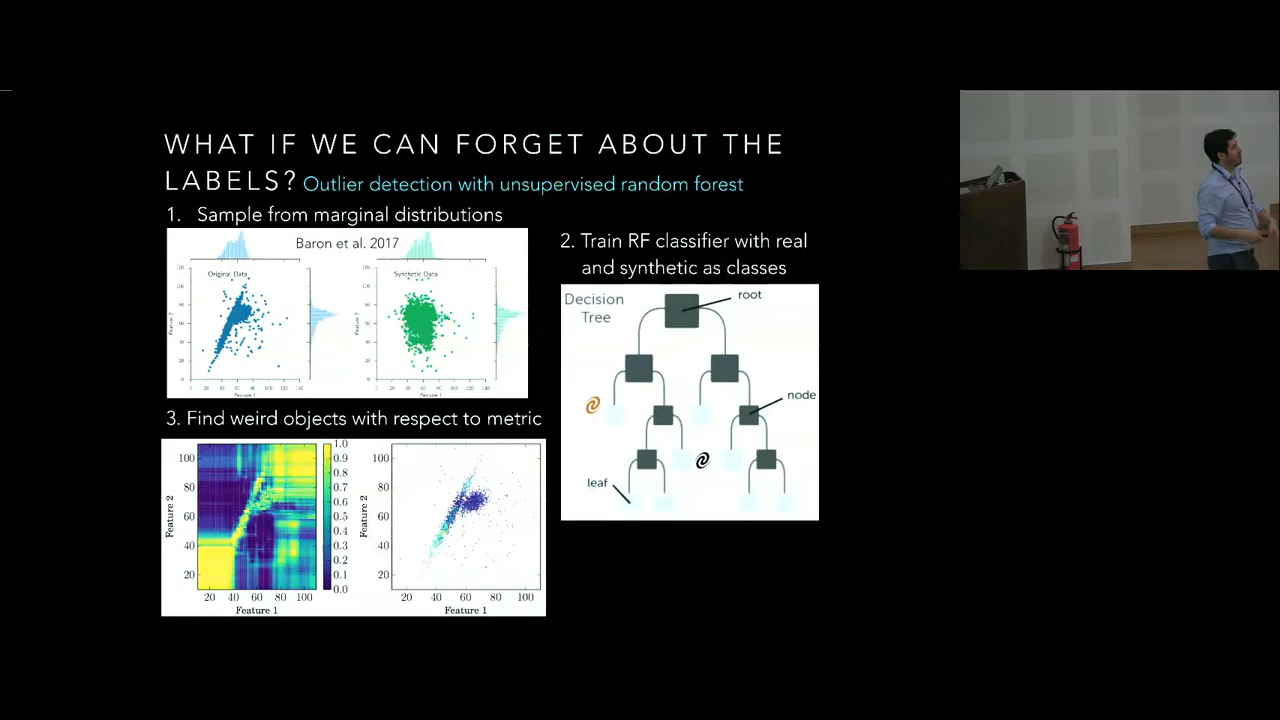 WHAT IF WE CAN FORGET ABOUT THE
LABELS? Outlier detection with unsupervised random forest
1. Sample from marginal distributions
Baron et al. 2017
Original Data
Synthetic Data
Feature 2
Feature 1
Feature 2
Feature 1
2. Train RF classifier with real
and synthetic as classes
Decision
Tree
root
node
leaf
3. Find weird objects with respect to metric
100
80
60
40
20
20 40 60 80 100
Feature 2
Feature 1
1.0
0.9
0.8
0.7
0.6
0.5
0.4
0.3
0.2
0.1
0.0
100
80
60
40
20
20 40 60 80 100
Feature 2
Feature 1